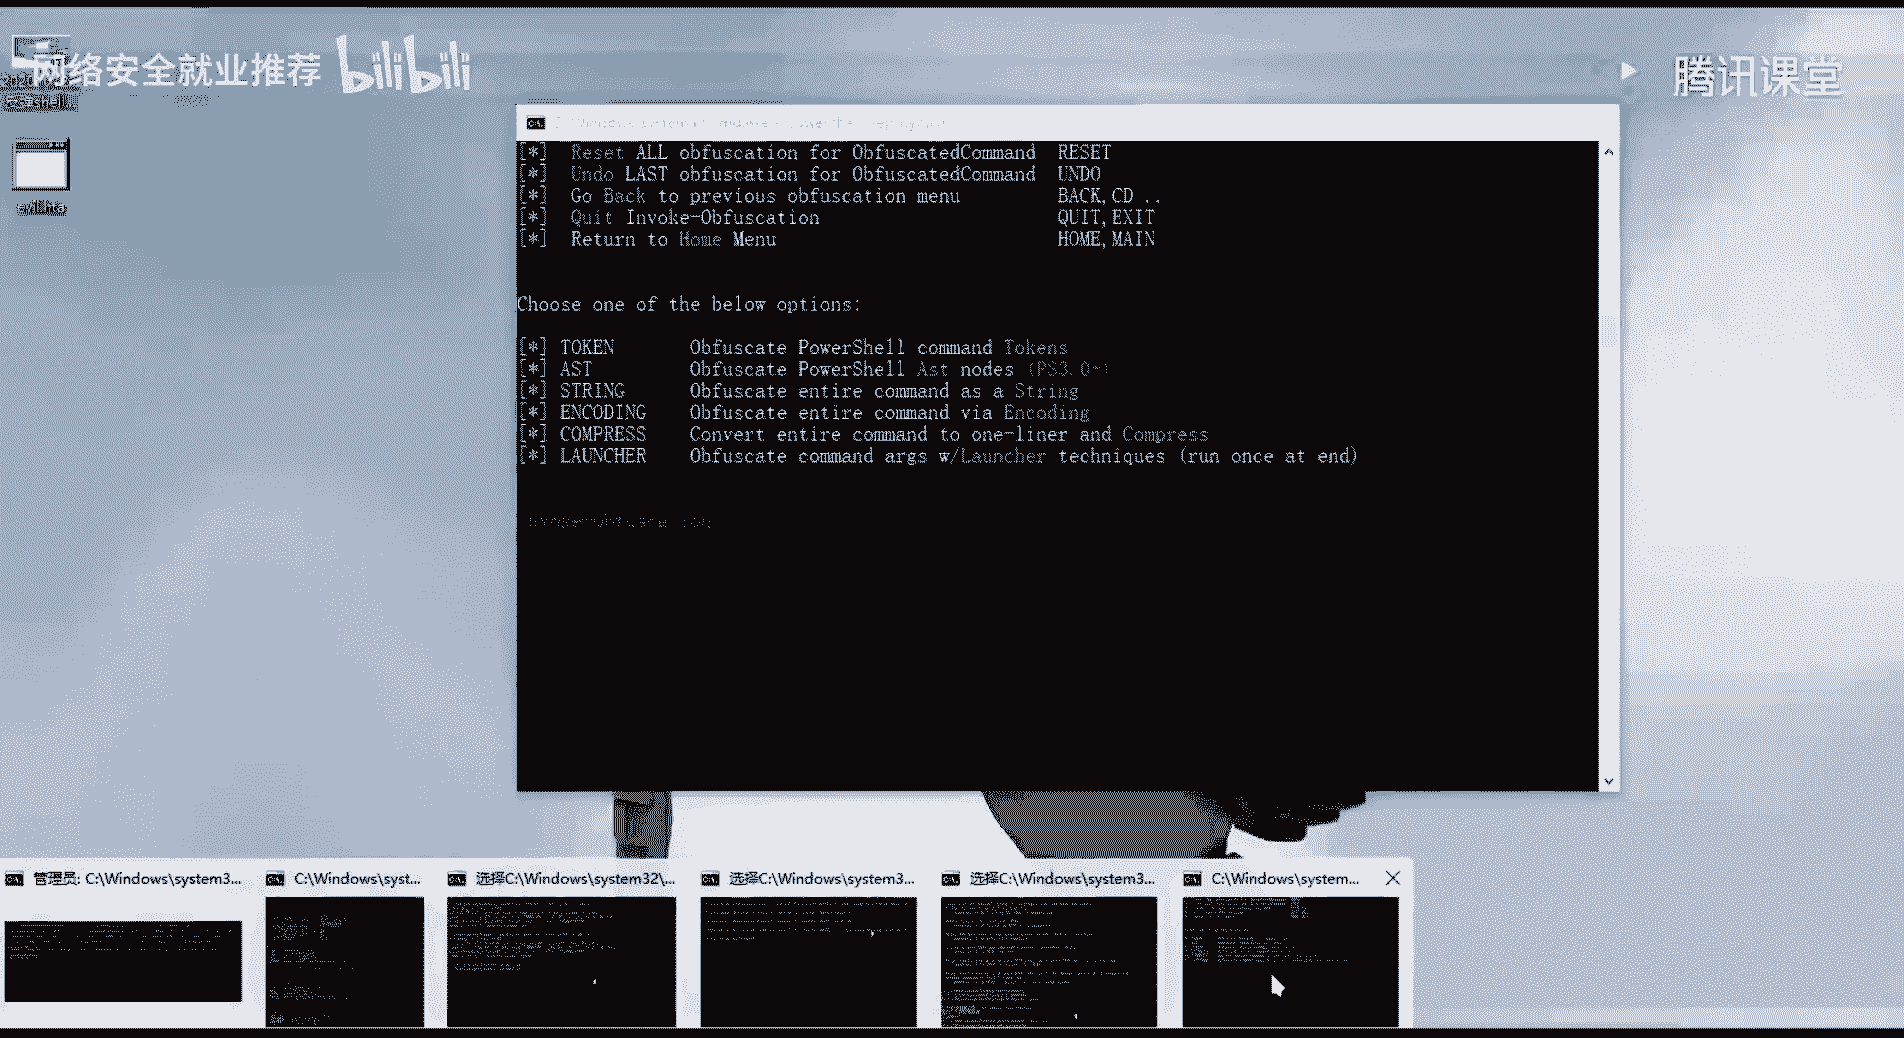 网络安全就业推荐 bilibili
腾讯课堂
[*] Reset ALL obfuscation for ObfuscatedCommand RESET
[*] Undo LAST obfuscation for ObfuscatedCommand UNDO
[*] Go Back to previous obfuscation menu BACK,CD ..
[*] Quit Invoke-Obfuscation QUIT,EXIT
[*] Return to Home Menu HOME,MAIN
Choose one of the below options:
[*] TOKEN Obfuscate PowerShell command Tokens
[*] AST Obfuscate PowerShell Ast nodes (PS3.0+)
[*] STRING Obfuscate entire command as a String
[*] ENCODING Obfuscate entire command via Encoding
[*] COMPRESS Convert entire command to one-liner and Compress
[*] LAUNCHER Obfuscate command args w/Launcher techniques (run once at end)
管理员: C:\Windows\system3...
C:\Windows\syst...
选择C:\Windows\system32\...
选择C:\Windows\system3...
选择C:\Windows\system3...
C:\Windows\system...